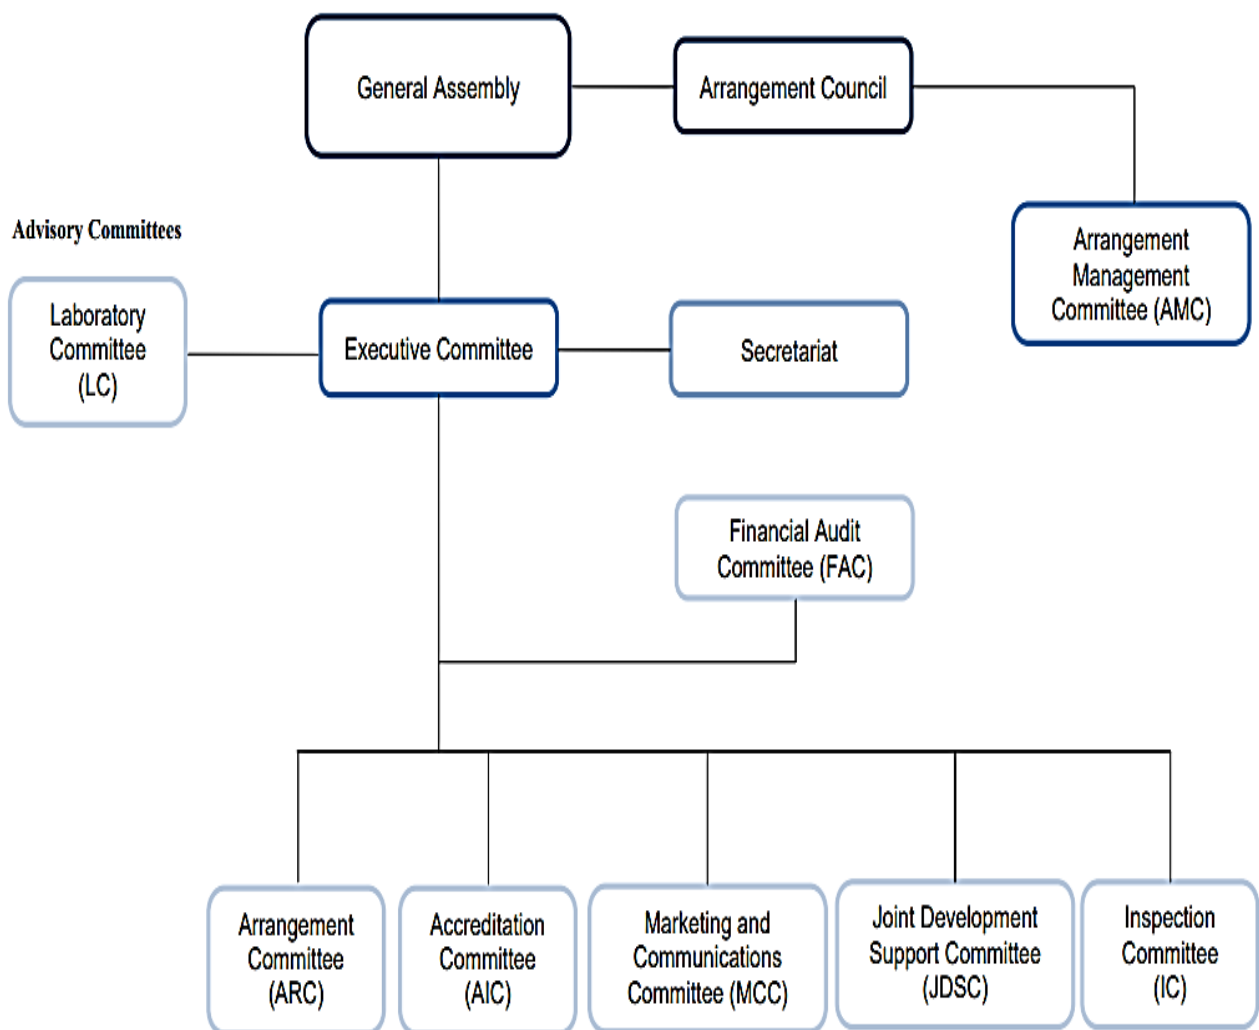 General Assembly
Arrangement Council
Advisory Committees
Arrangement
Management
Committee (AMC)
Laboratory
Committee
(LC)
Executive Committee
Secretariat
Financial Audit
Committee (FAC)
Arrangement
Committee
(ARC)
Accreditation
Committee
(AIC)
Marketing and
Communications
Committee (MCC)
Joint Development
Support Committee
(JDSC)
Inspection
Committee
(IC)